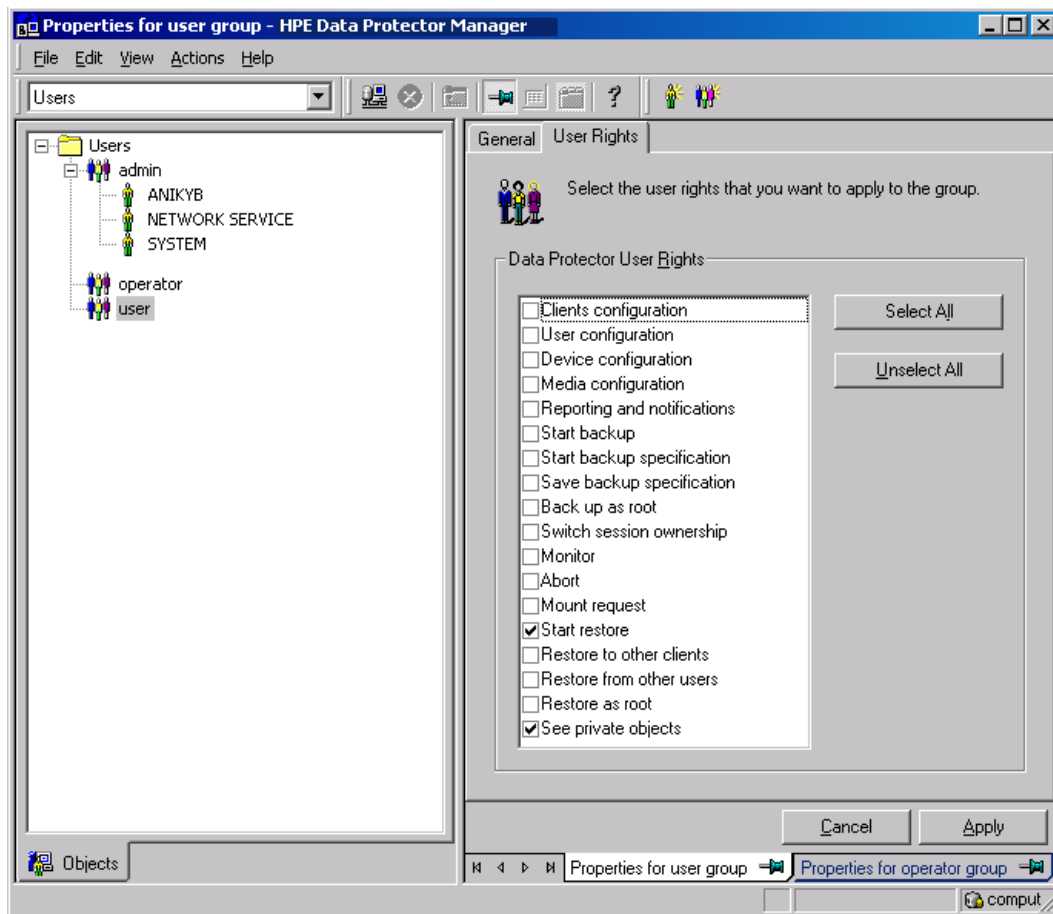 Properties for user group - HPE Data Protector Manager
File Edit View Actions Help
Users
Users
admin
ANIKYB
NETWORK SERVICE
SYSTEM
operator
user
Objects
General User Rights
Select the user rights that you want to apply to the group.
Data Protector User Rights
Clients configuration
User configuration
Device configuration
Media configuration
Reporting and notifications
Start backup
Start backup specification
Save backup specification
Back up as root
Switch session ownership
Monitor
Abort
Mount request
Start restore
Restore to other clients
Restore from other users
Restore as root
See private objects
Select All
Unselect All
Cancel Apply
Properties for user group Properties for operator group
comput